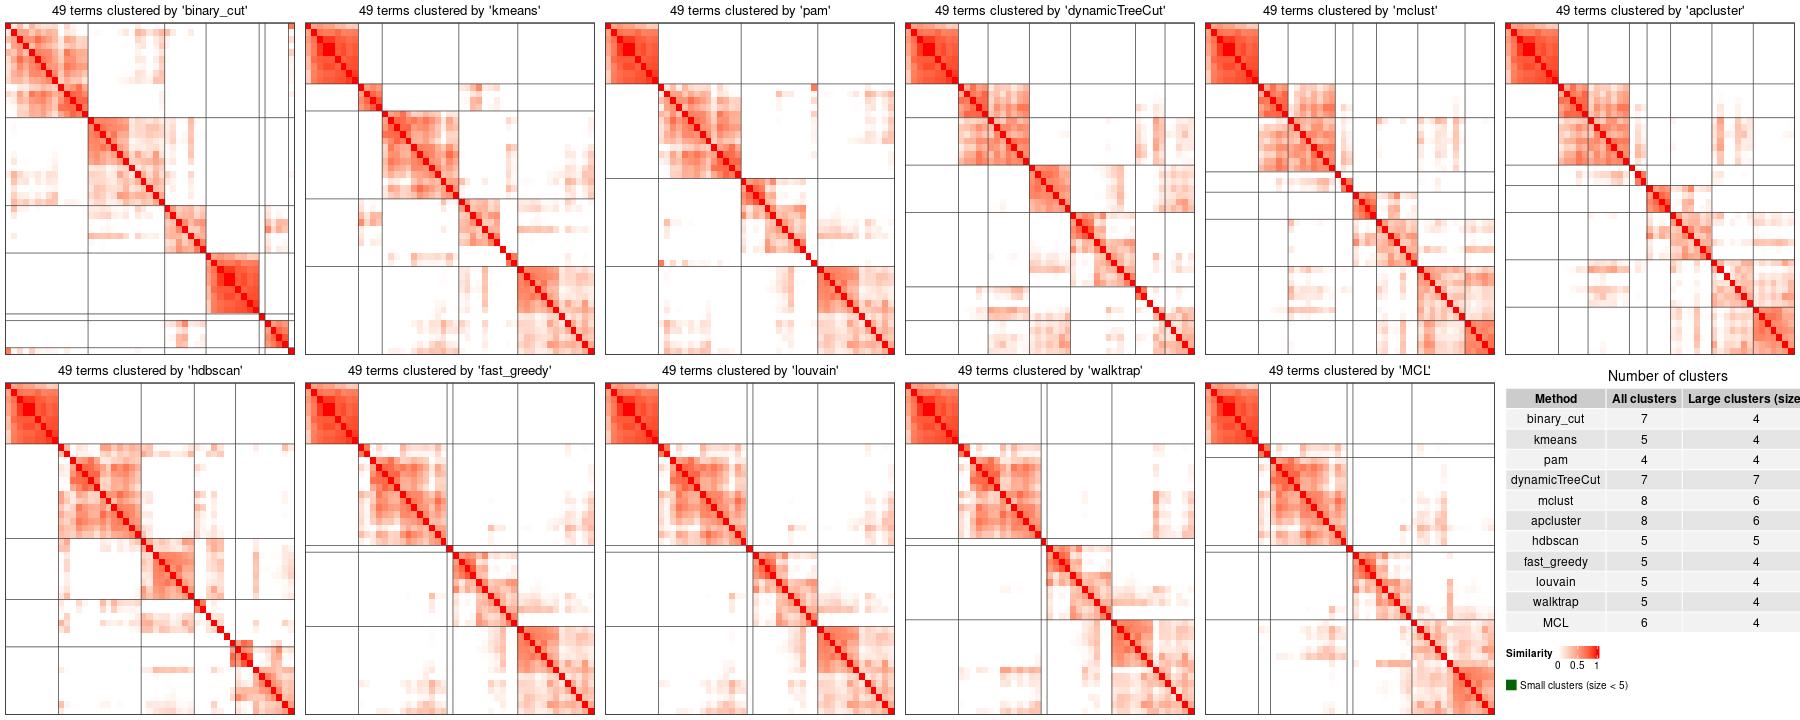 49 terms clustered by 'binary_cut'
49 terms clustered by 'kmeans'
49 terms clustered by 'pam'
49 terms clustered by 'dynamicTreeCut'
49 terms clustered by 'mclust'
49 terms clustered by 'apcluster'
49 terms clustered by 'hdbscan'
49 terms clustered by 'fast_greedy'
49 terms clustered by 'louvain'
49 terms clustered by 'walktrap'
49 terms clustered by 'MCL'
Number of clusters
Method All clusters Large clusters (size
binary_cut 7 4
kmeans 5 4
pam 4 4
dynamicTreeCut 7 7
mclust 8 6
apcluster 8 6
hdbscan 5 5
fast_greedy 5 4
louvain 5 4
walktrap 5 4
MCL 6 4
Similarity
0 0.5 1
Small clusters (size < 5)